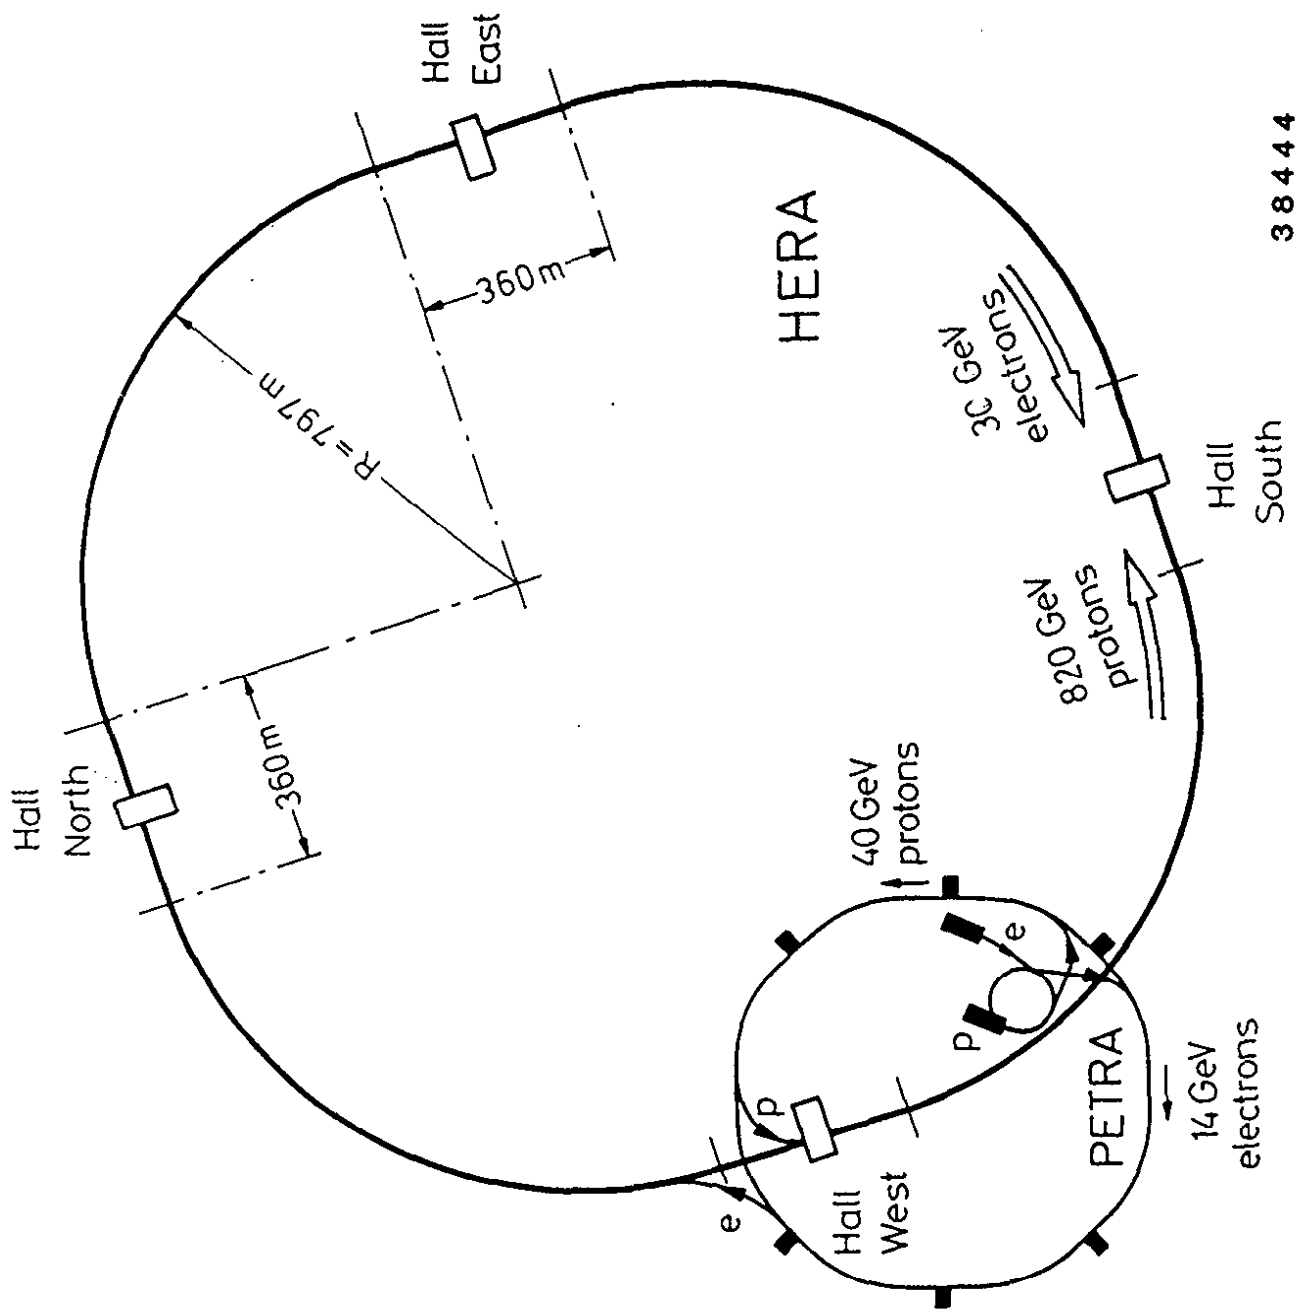 Hall
North
360m
R=797m
Hall
East
360m
e
p
Hall
West
HERA
40 GeV
protons
p
e
30 GeV
electrons
820 GeV
protons
PETRA
Hall
South
14 GeV
electrons
38444